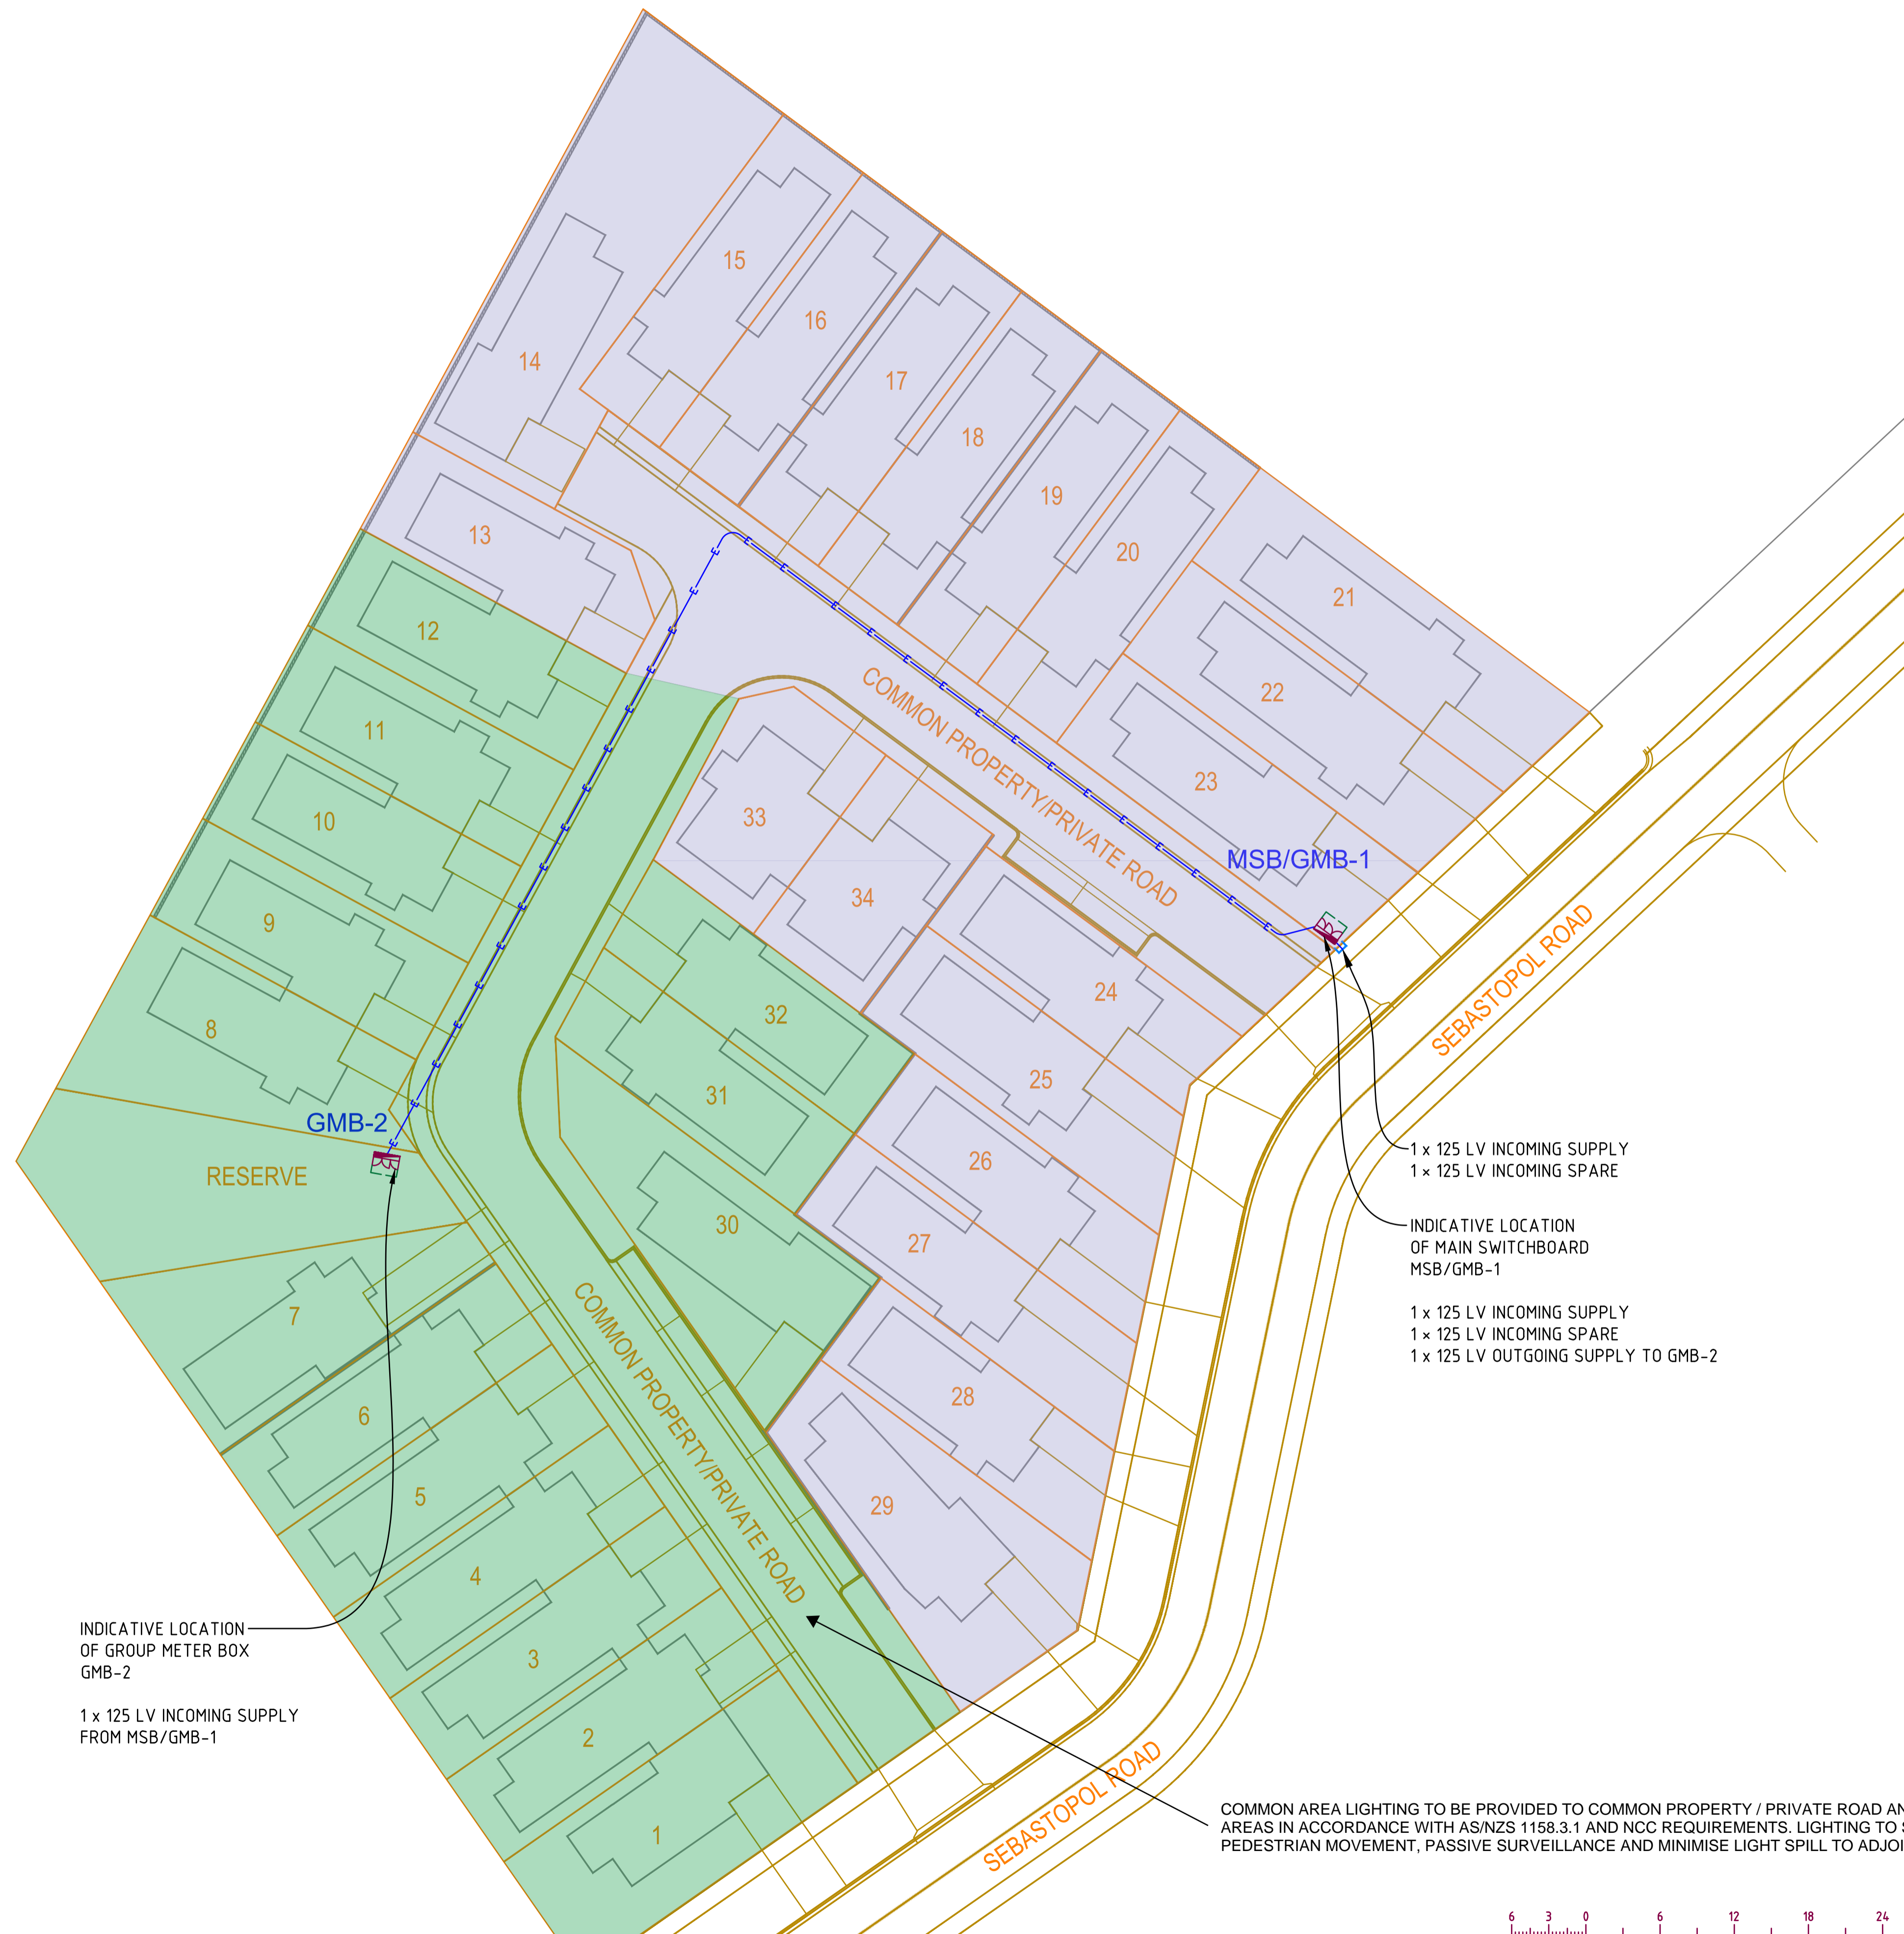 15
16
14
17
18
19
13
20
21
12
22
11
COMMON PROPERTY/PRIVATE ROAD
23
10
33
MSB/GMB-1
34
9
24
SEBASTOPOL ROAD
8
32
25
31
GMB-2
RESERVE
26
30
27
7
28
6
29
5
4
3
2
1
COMMON PROPERTY/PRIVATE ROAD
SEBASTOPOL ROAD
1 x 125 LV INCOMING SUPPLY
1 x 125 LV INCOMING SPARE
INDICATIVE LOCATION
OF MAIN SWITCHBOARD
MSB/GMB-1
1 x 125 LV INCOMING SUPPLY
1 × 125 LV INCOMING SPARE
1 x 125 LV OUTGOING SUPPLY TO GMB-2
INDICATIVE LOCATION
OF GROUP METER BOX
GMB-2
1 x 125 LV INCOMING SUPPLY
FROM MSB/GMB-1
COMMON AREA LIGHTING TO BE PROVIDED TO COMMON PROPERTY / PRIVATE ROAD
AREAS IN ACCORDANCE WITH AS/NZS 1158.3.1 AND NCC REQUIREMENTS. LIGHTING TO
PEDESTRIAN MOVEMENT, PASSIVE SURVEILLANCE AND MINIMISE LIGHT SPILL TO
6 3 0 6 12 18 24